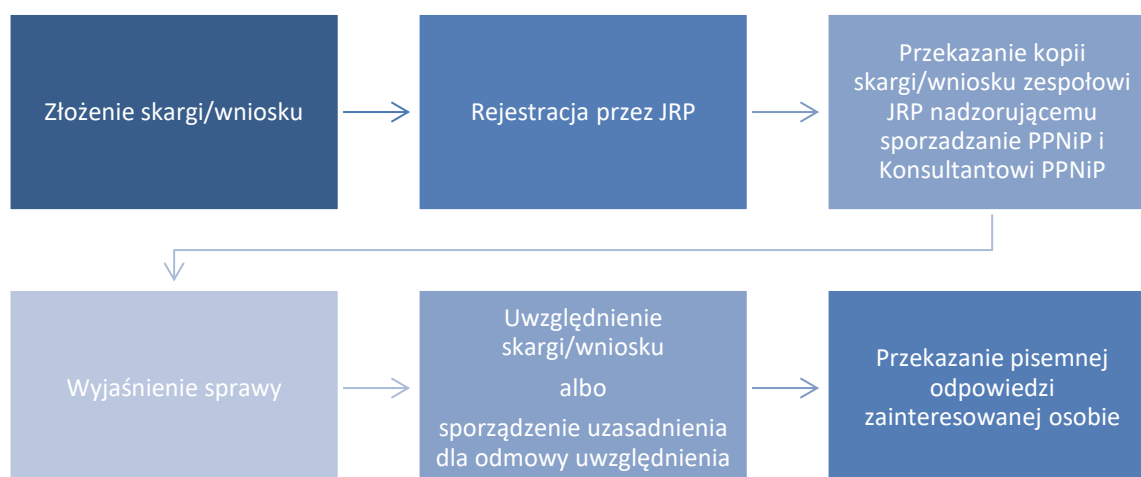 Złożenie skargi/wniosku
Rejestracja przez JRP
Przekazanie kopii
skargi/wniosku zespołowi
JRP nadzorującemu
sporzadzanie PPNiP i
Konsultantowi PPNiP
Wyjaśnienie sprawy
Uwzględnienie
skargi/wniosku
albo
sporządzenie uzasadnienia
dla odmowy uwzględnienia
Przekazanie pisemnej
odpowiedzi
zainteresowanej osobie